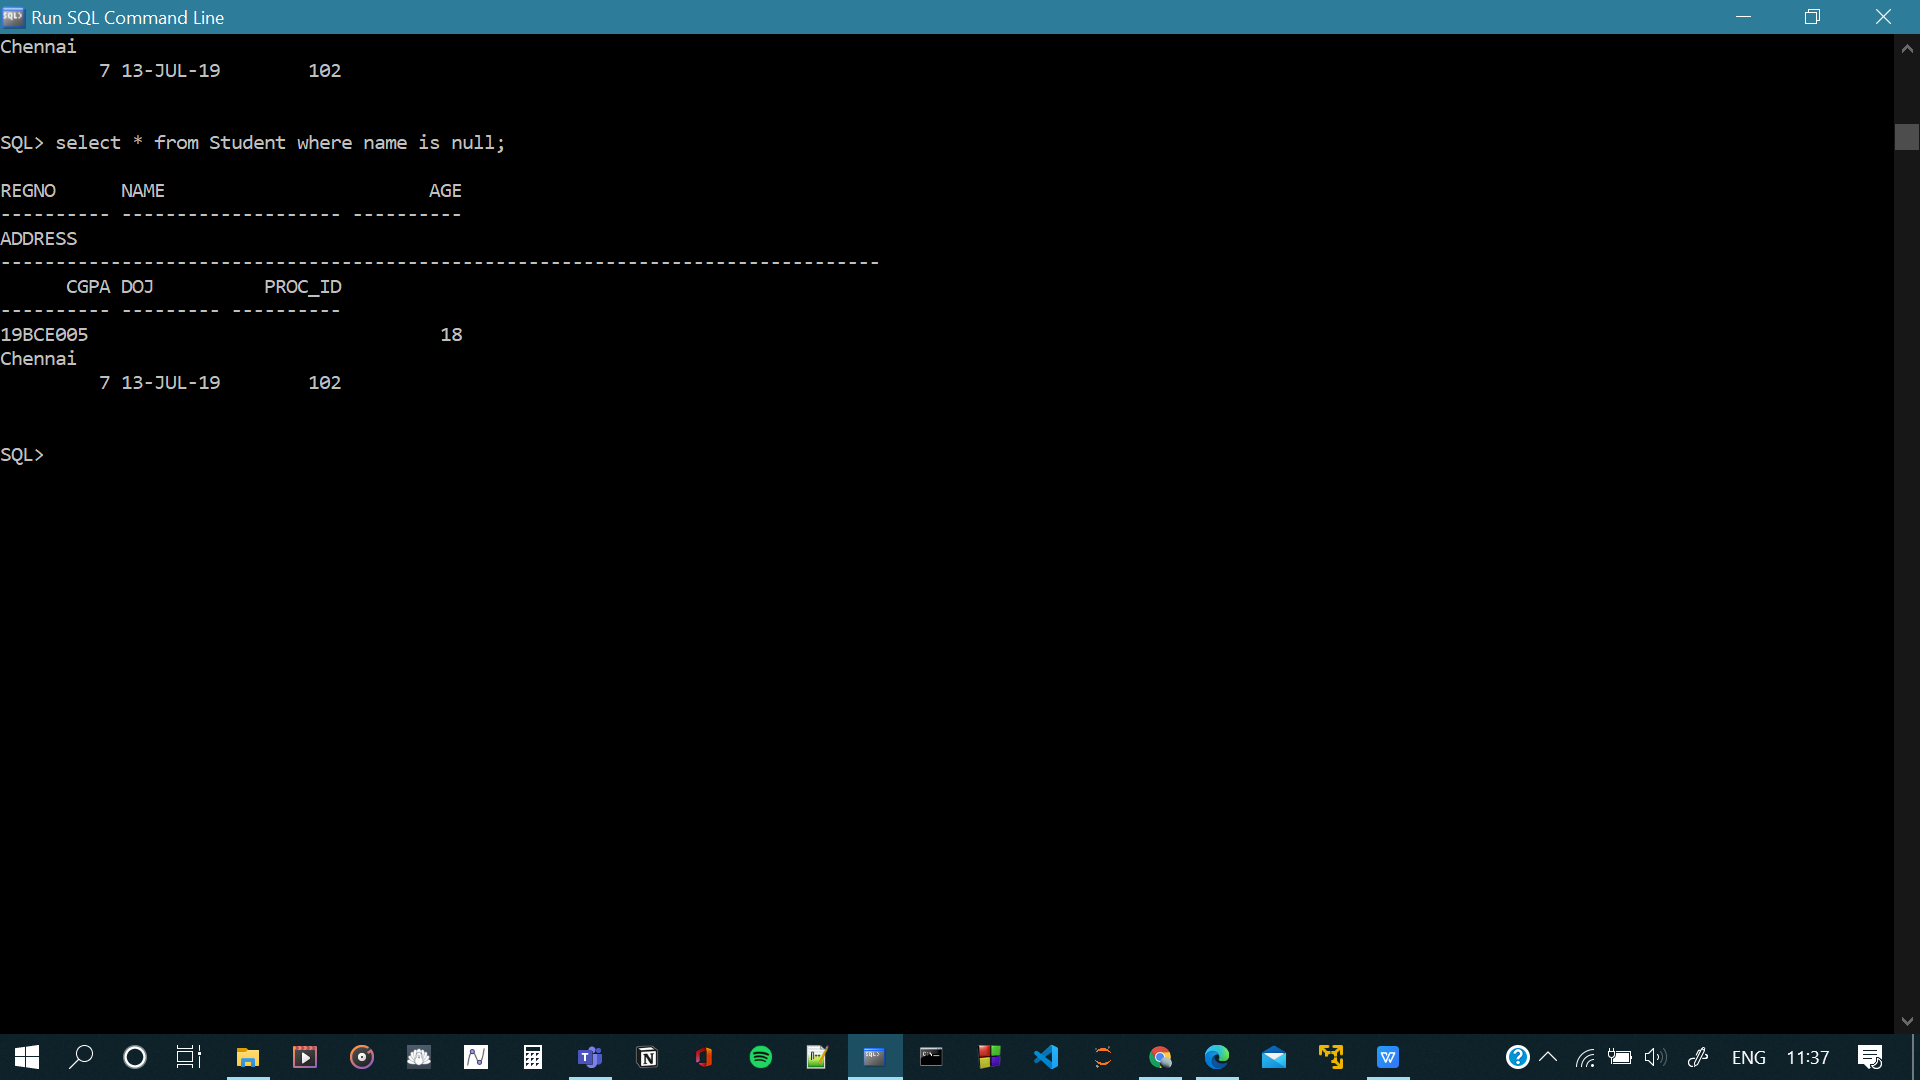 Run SQL Command Line
Chennai
         7 13-JUL-19        102
SQL> select * from Student where name is null;
REGNO      NAME                        AGE
---------- -------------------- ----------
ADDRESS
--------------------------------------------------------------------------------
      CGPA DOJ          PROC_ID
---------- --------- ----------
19BCE005                                18
Chennai
         7 13-JUL-19        102
SQL>
ENG 11:37